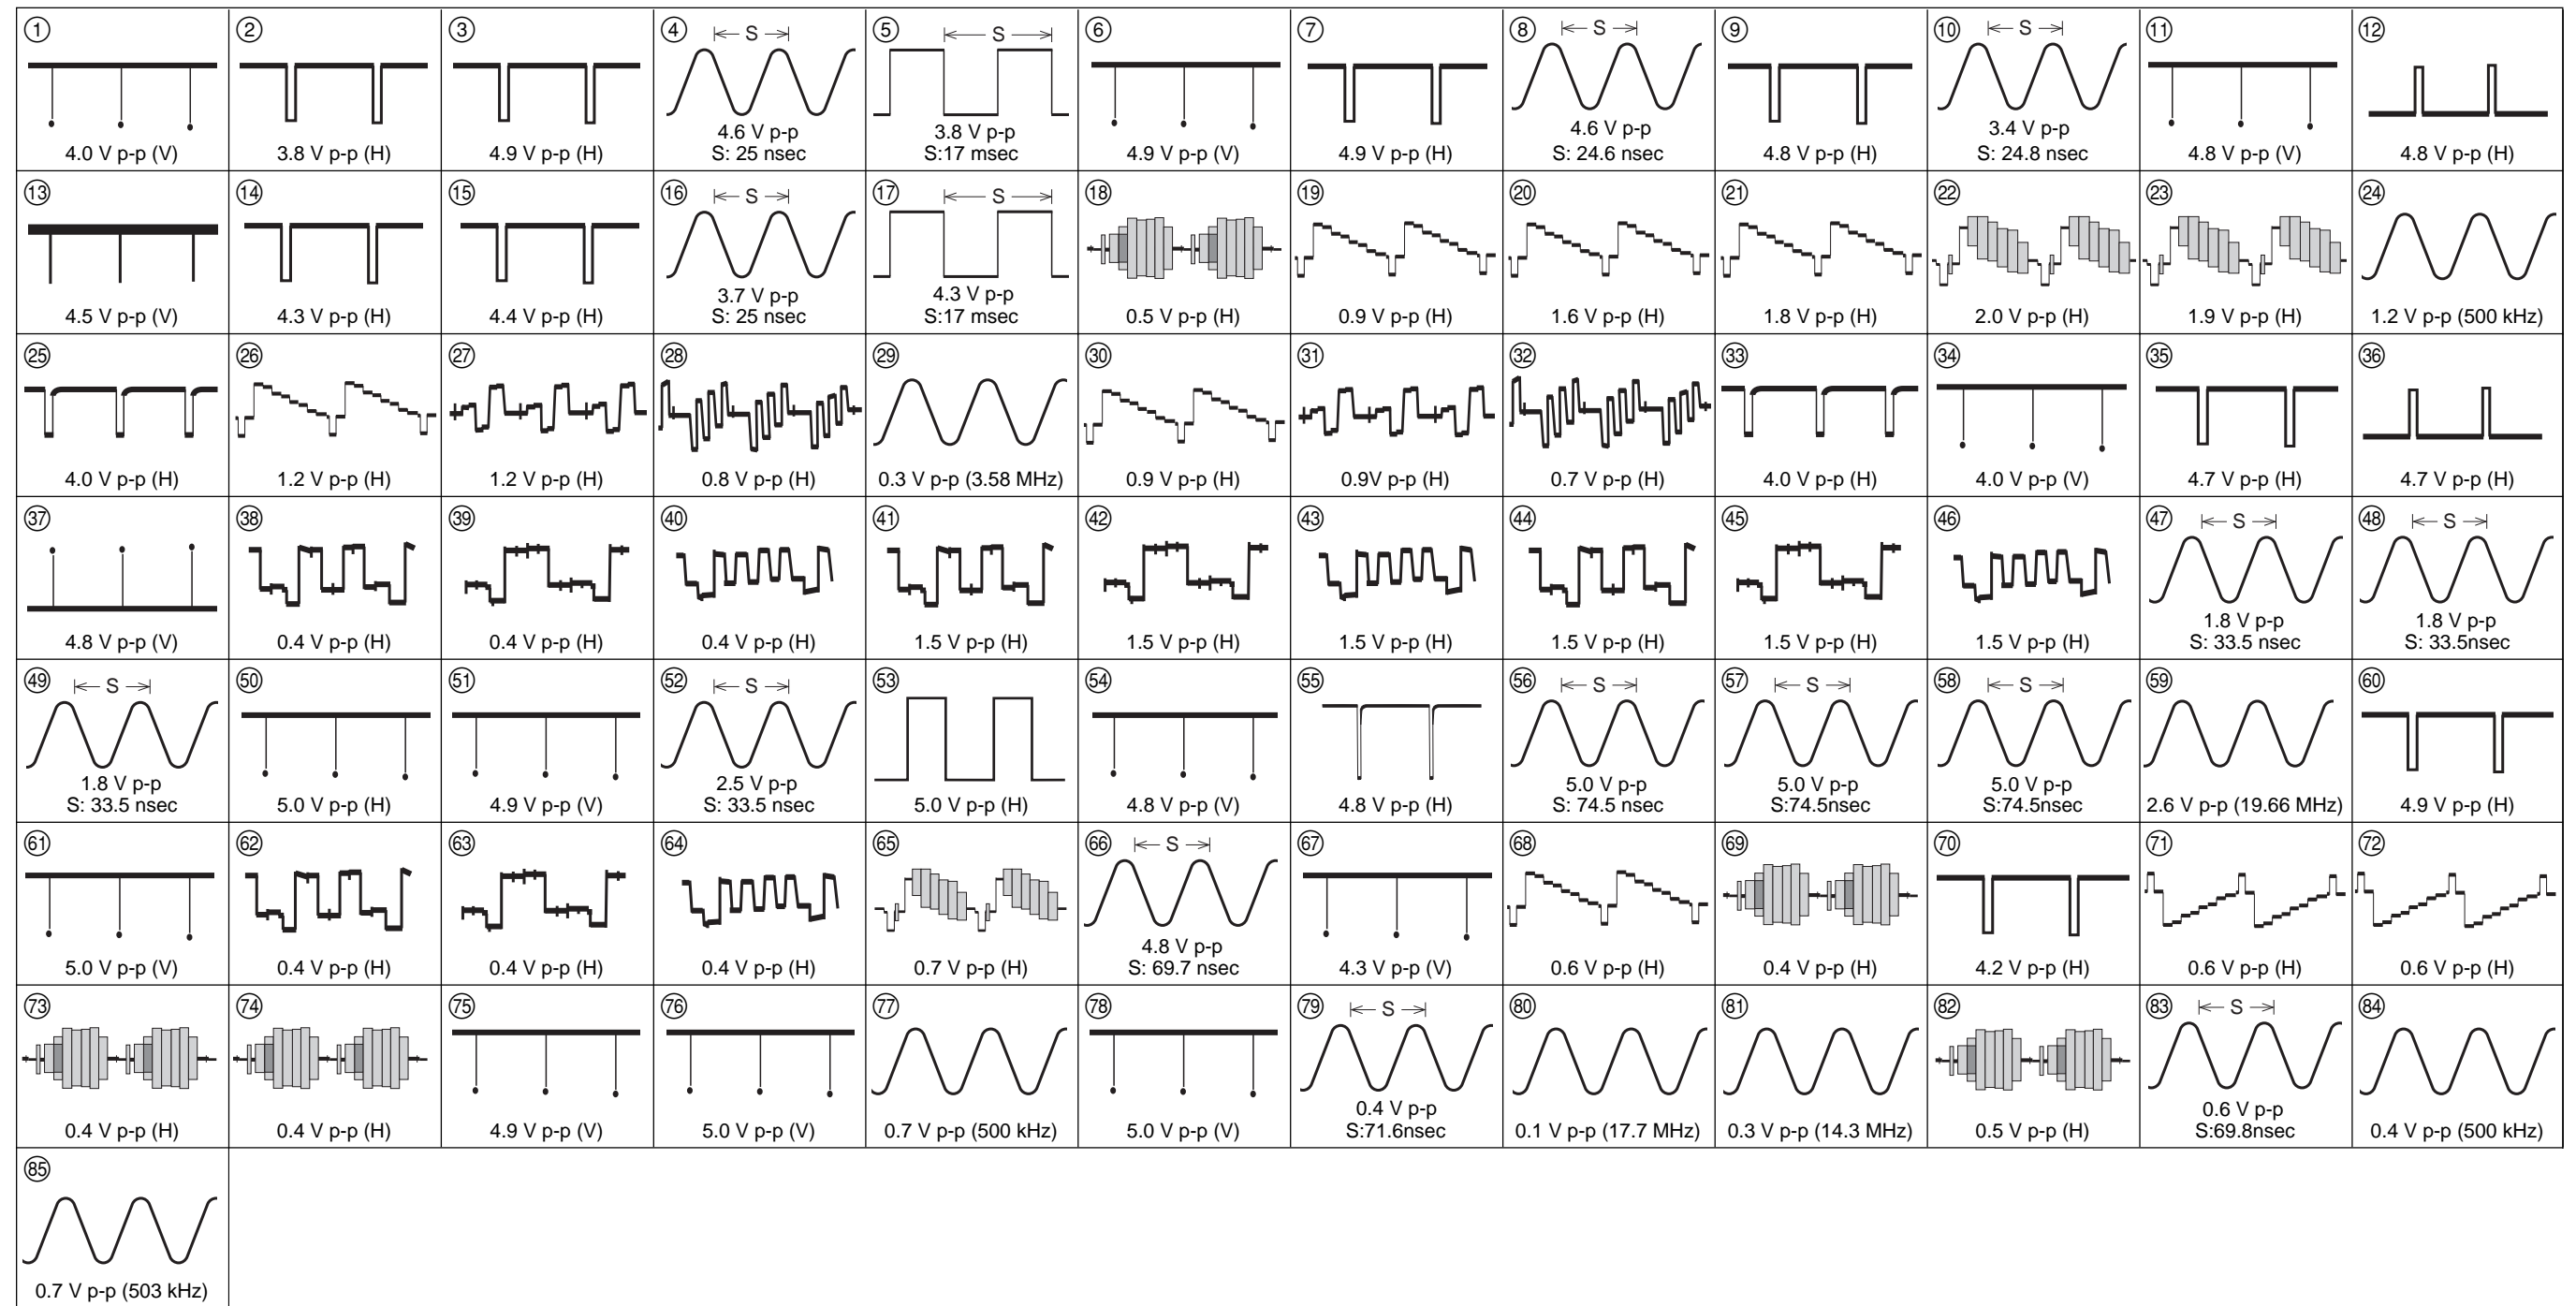 ① ② ③ ④ ⑤ ⑥ ⑦ ⑧ ⑨ ⑩ ⑪ ⑫
S S S S
4.6 V p-p 3.8 V p-p 4.6 V p-p 3.4 V p-p
4.0 V p-p (V) 3.8 V p-p (H) 4.9 V p-p (H) S: 25 nsec S:17 msec 4.9 V p-p (V) 4.9 V p-p (H) S: 24.6 nsec 4.8 V p-p (H) S: 24.8 nsec 4.8 V p-p (V) 4.8 V p-p (H)
⑬ ⑭ ⑮ ⑯ ⑰ ⑱ ⑲ ⑳ ㉑ ㉒ ㉓ ㉔
S S
3.7 V p-p 4.3 V p-p
4.5 V p-p (V) 4.3 V p-p (H) 4.4 V p-p (H) S: 25 nsec S:17 msec 0.5 V p-p (H) 0.9 V p-p (H) 1.6 V p-p (H) 1.8 V p-p (H) 2.0 V p-p (H) 1.9 V p-p (H) 1.2 V p-p (500 kHz)
㉕ ㉖ ㉗ ㉘ ㉙ ㉚ ㉛ ㉜ ㉝ ㉞ ㉟ ㊱
4.0 V p-p (H) 1.2 V p-p (H) 1.2 V p-p (H) 0.8 V p-p (H) 0.3 V p-p (3.58 MHz) 0.9 V p-p (H) 0.9V p-p (H) 0.7 V p-p (H) 4.0 V p-p (H) 4.0 V p-p (V) 4.7 V p-p (H) 4.7 V p-p (H)
㊲ ㊳ ㊴ ㊵ ㊶ ㊷ ㊸ ㊹ ㊺ ㊻ ㊼ ㊽
S S
1.8 V p-p 1.8 V p-p
4.8 V p-p (V) 0.4 V p-p (H) 0.4 V p-p (H) 0.4 V p-p (H) 1.5 V p-p (H) 1.5 V p-p (H) 1.5 V p-p (H) 1.5 V p-p (H) 1.5 V p-p (H) 1.5 V p-p (H) S: 33.5 nsec S: 33.5nsec
㊾ ㊿ 51 52 53 54 55 56 57 58 59 60
S S S S S
1.8 V p-p 2.5 V p-p 5.0 V p-p 5.0 V p-p 5.0 V p-p
S: 33.5 nsec 5.0 V p-p (H) 4.9 V p-p (V) S: 33.5 nsec 5.0 V p-p (H) 4.8 V p-p (V) 4.8 V p-p (H) S: 74.5 nsec S:74.5nsec S:74.5nsec 2.6 V p-p (19.66 MHz) 4.9 V p-p (H)
61 62 63 64 65 66 67 68 69 70 71 72
S
4.8 V p-p
5.0 V p-p (V) 0.4 V p-p (H) 0.4 V p-p (H) 0.4 V p-p (H) 0.7 V p-p (H) S: 69.7 nsec 4.3 V p-p (V) 0.6 V p-p (H) 0.4 V p-p (H) 4.2 V p-p (H) 0.6 V p-p (H) 0.6 V p-p (H)
73 74 75 76 77 78 79 80 81 82 83 84
S S
0.4 V p-p 0.6 V p-p
0.4 V p-p (H) 0.4 V p-p (H) 4.9 V p-p (V) 5.0 V p-p (V) 0.7 V p-p (500 kHz) 5.0 V p-p (V) S:71.6nsec 0.1 V p-p (17.7 MHz) 0.3 V p-p (14.3 MHz) 0.5 V p-p (H) S:69.8nsec 0.4 V p-p (500 kHz)
85
0.7 V p-p (503 kHz)